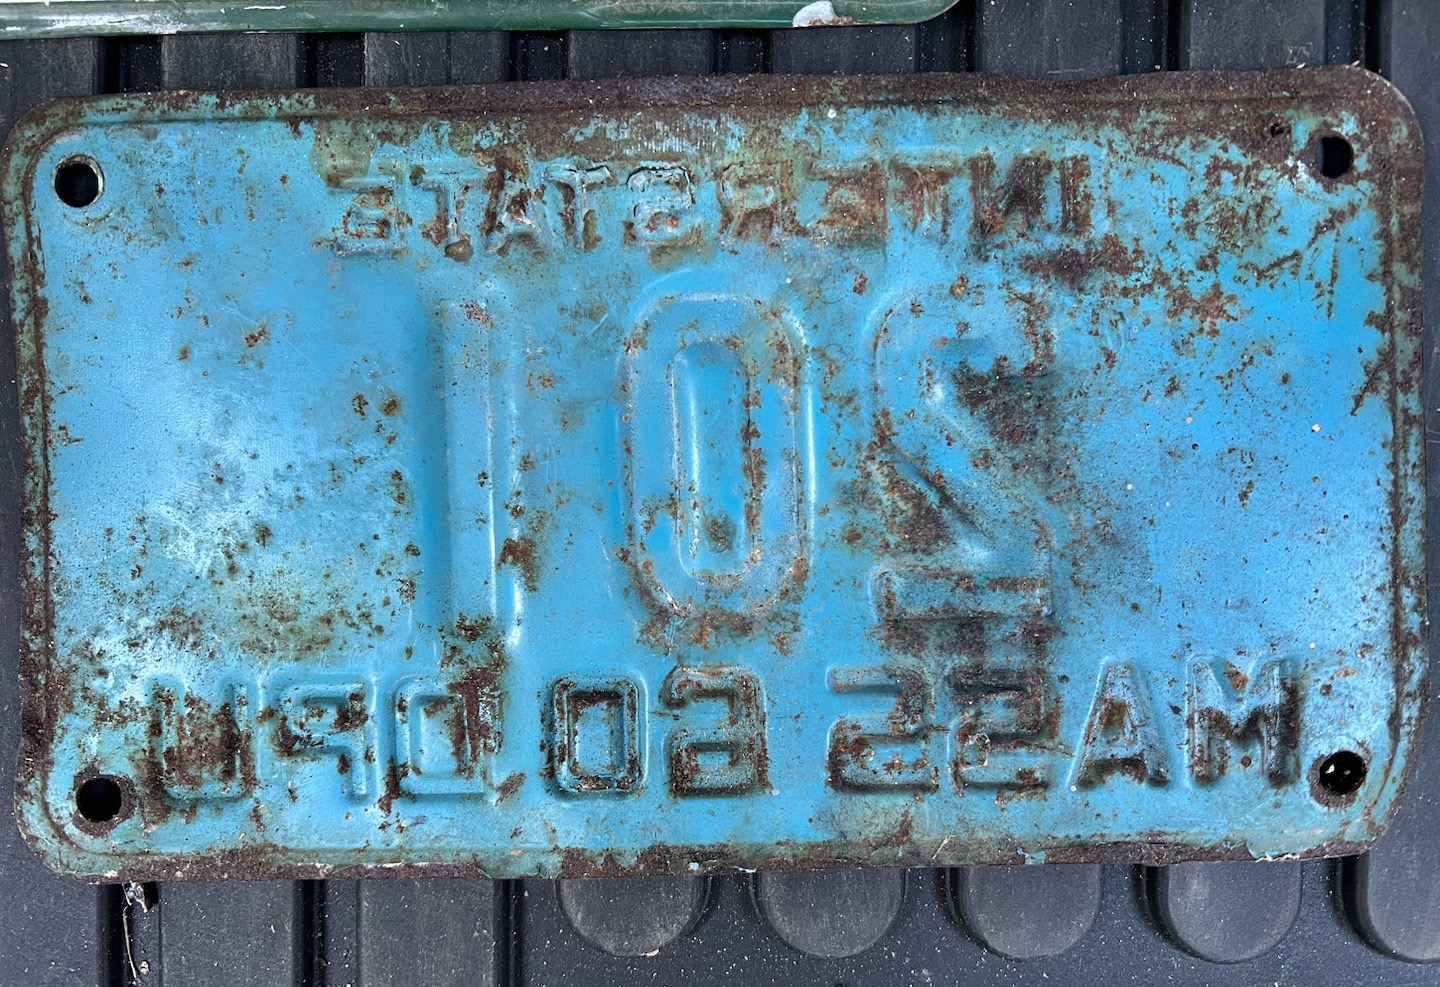 INTERSTATE
201
MASS 60 DPU